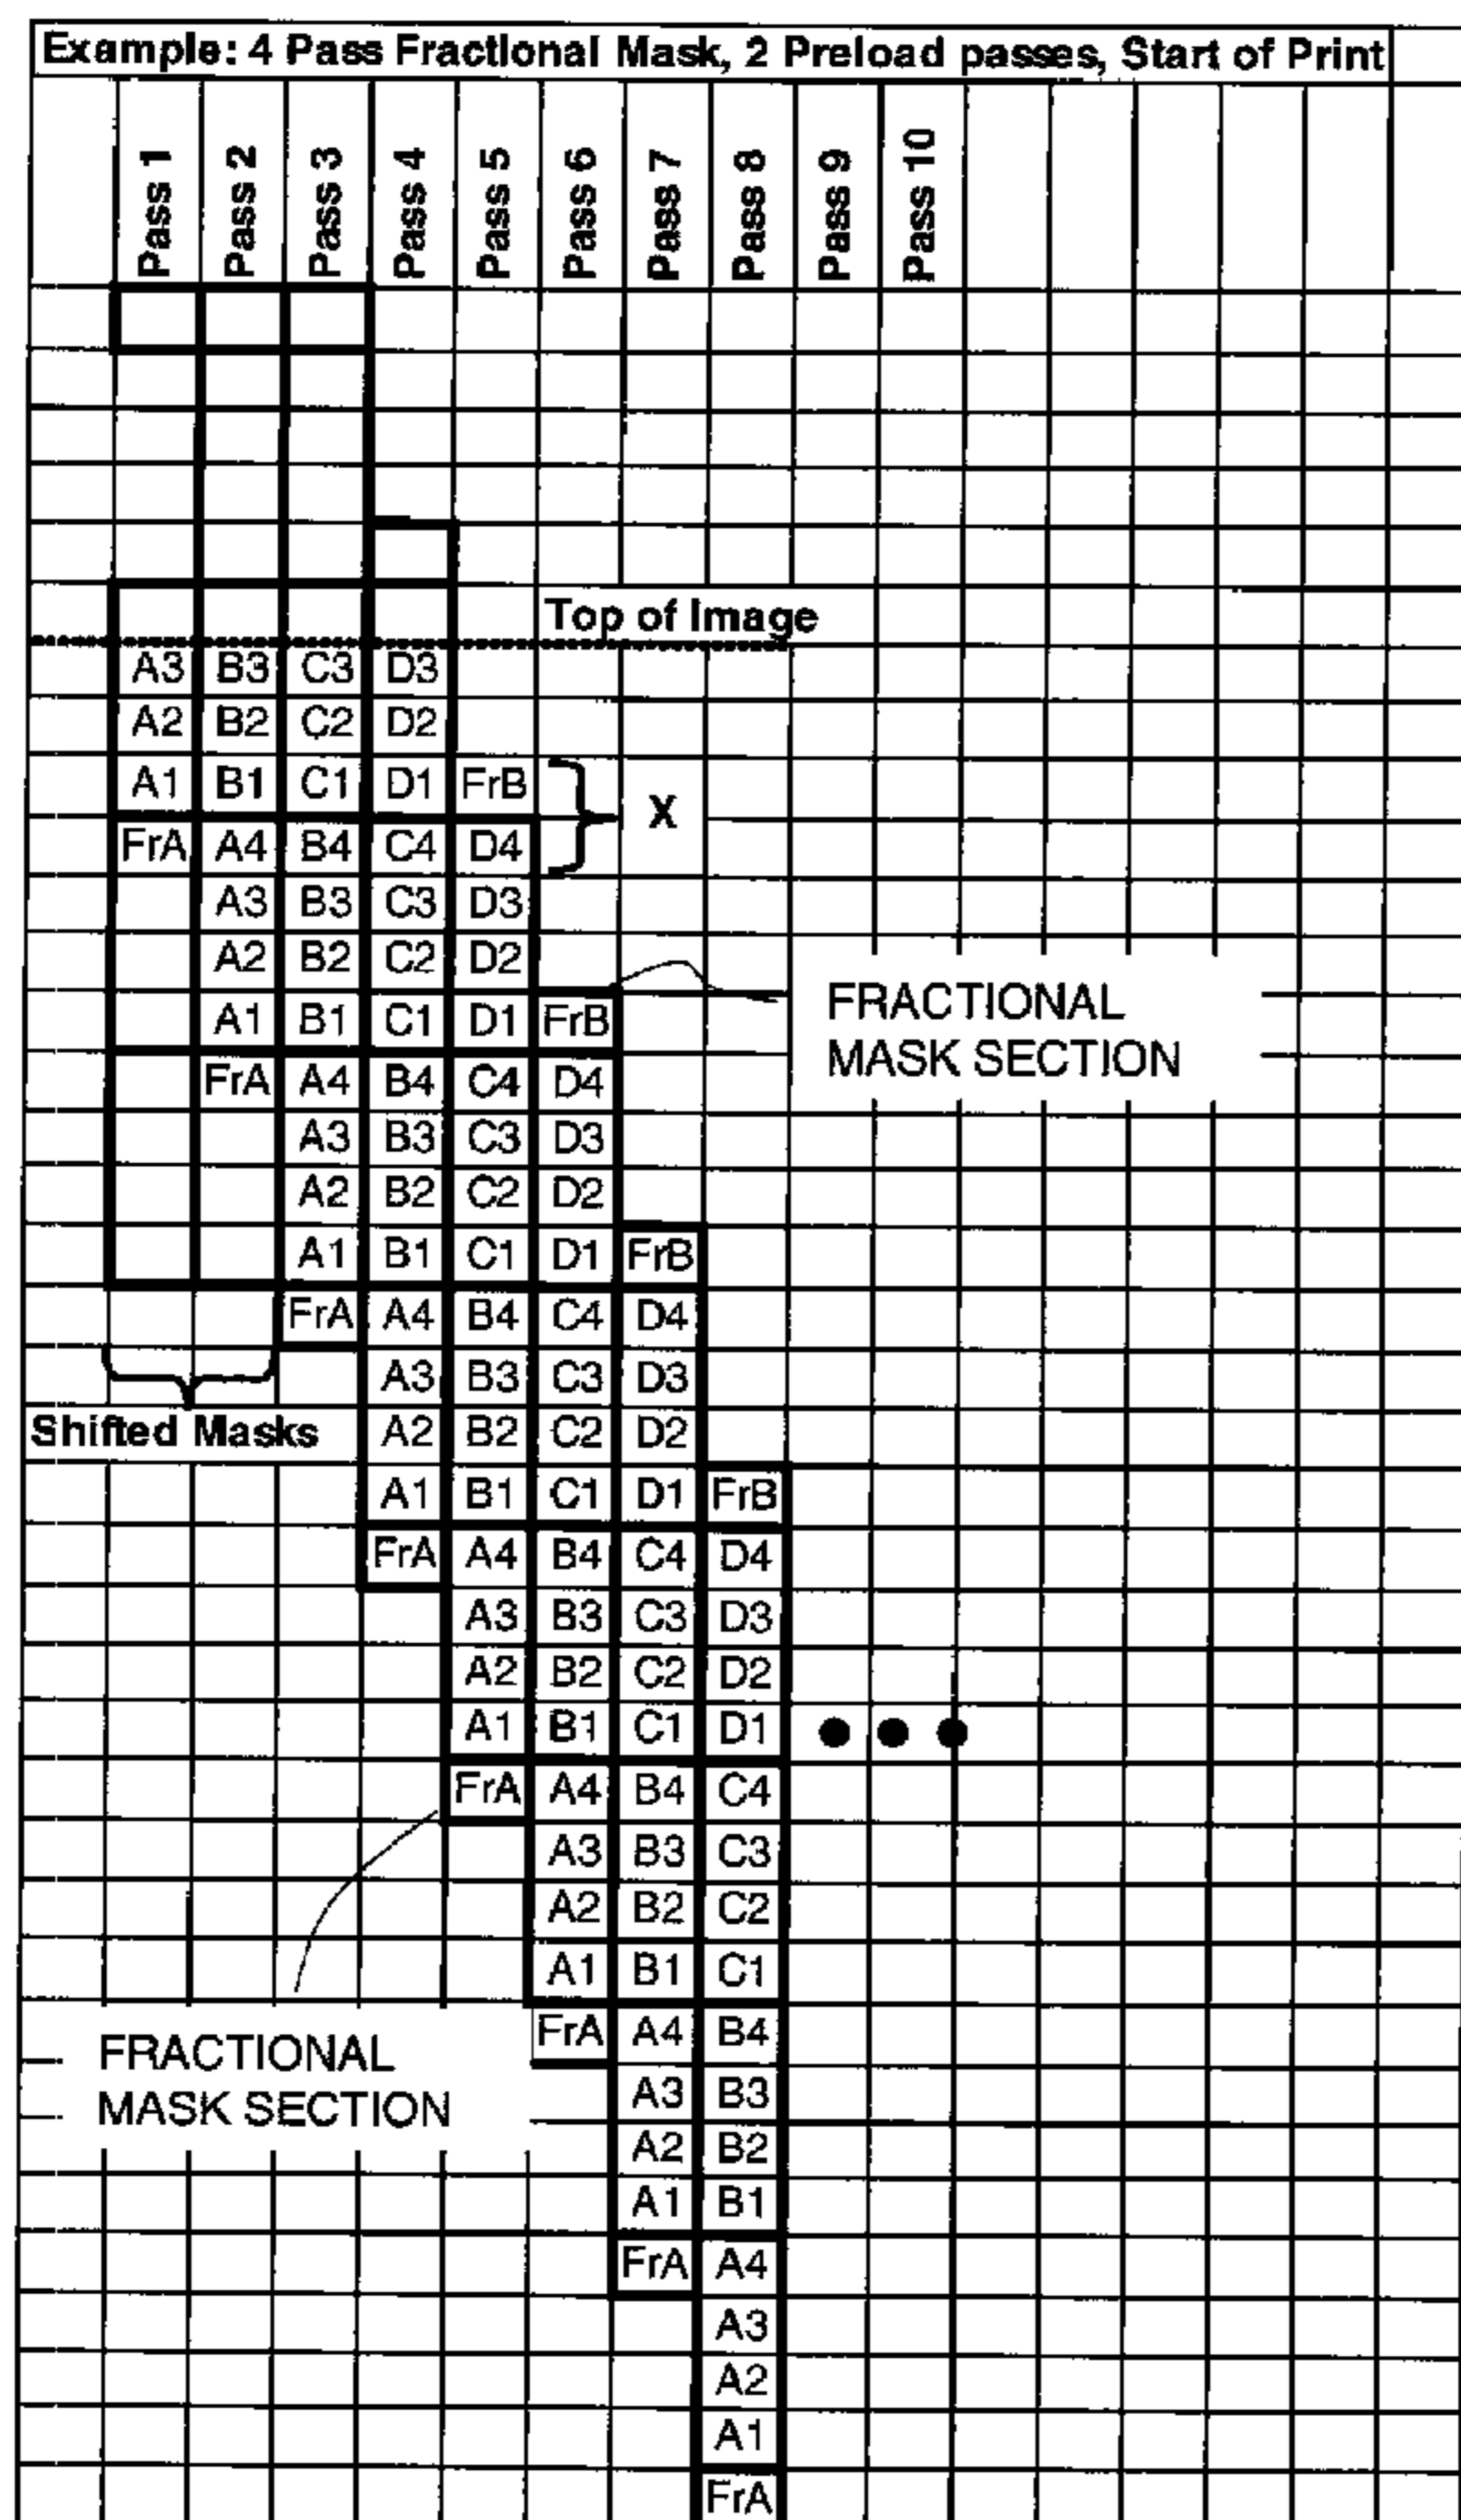 Example: 4 Pass Fractional Mask, 2 Preload passes, Start of Print
Pass 1 Pass 2 Pass 3 Pass 4 Pass 5 Pass 6 Pass 7 Pass 8 Pass 9 Pass 10
Top of Image
A3 B3 C3 D3
A2 B2 C2 D2
A1 B1 C1 D1 FrB
X
FrA A4 B4 C4 D4
A3 B3 C3 D3
A2 B2 C2 D2
FRACTIONAL
A1 B1 C1 D1 FrB
MASK SECTION
FrA A4 B4 C4 D4
A3 B3 C3 D3
A2 B2 C2 D2
A1 B1 C1 D1 FrB
FrA A4 B4 C4 D4
A3 B3 C3 D3
Shifted Masks A2 B2 C2 D2
A1 B1 C1 D1 FrB
FrA A4 B4 C4 D4
A3 B3 C3 D3
A2 B2 C2 D2
A1 B1 C1 D1 ● ● ●
FrA A4 B4 C4
A3 B3 C3
A2 B2 C2
A1 B1 C1
FrA A4 B4
FRACTIONAL
A3 B3
MASK SECTION
A2 B2
A1 B1
FrA A4
A3
A2
A1
FrA